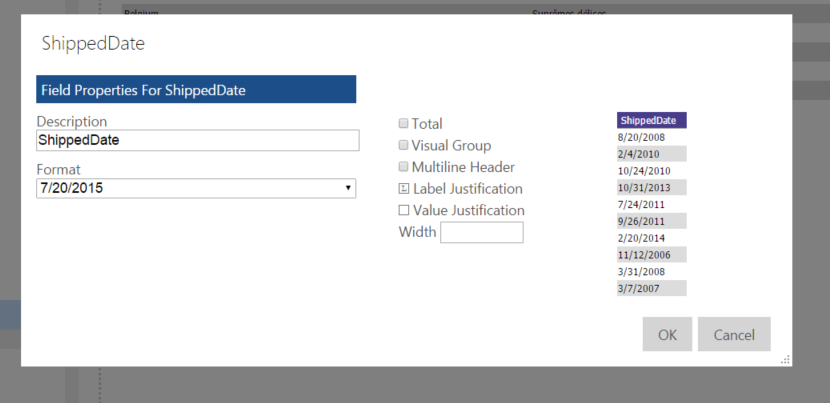 Belgium
Suprêmes délices
ShippedDate
Field Properties For ShippedDate
Description
ShippedDate
Format
7/20/2015
Total
Visual Group
Multiline Header
Label Justification
Value Justification
Width
ShippedDate
8/20/2008
2/4/2010
10/24/2010
10/31/2013
7/24/2011
9/26/2011
2/20/2014
11/12/2006
3/31/2008
3/7/2007
OK
Cancel